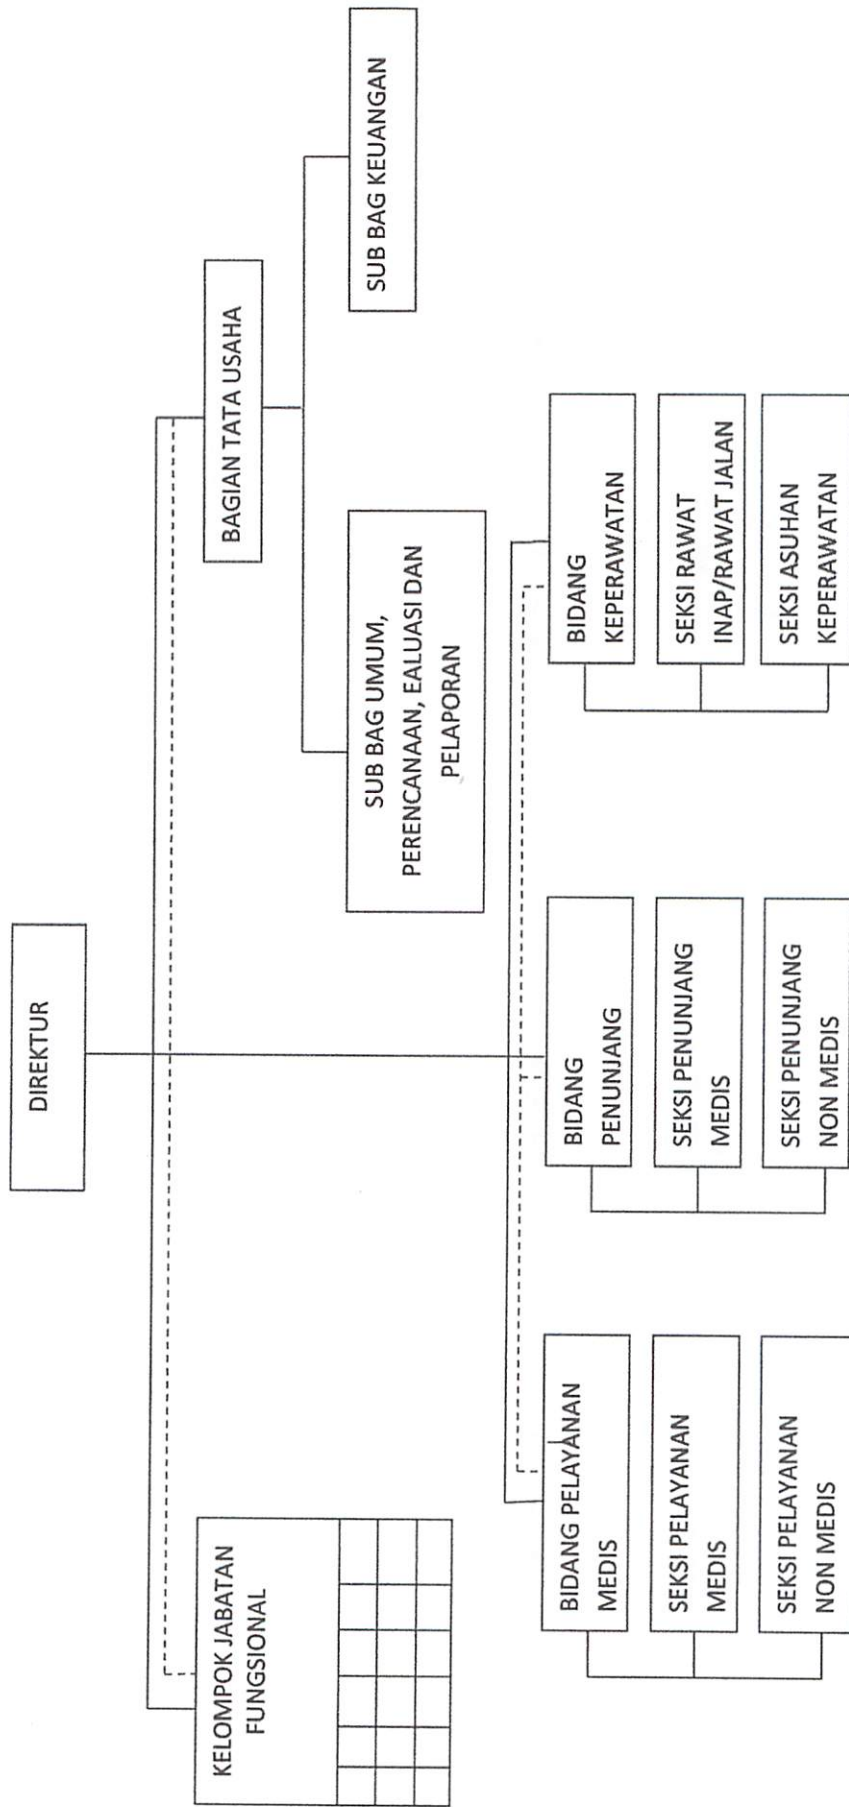 DIREKTUR
KELOMPOK JABATAN
FUNGSIONAL
BAGIAN TATA USAHA
SUB BAG UMUM,
PERENCANAAN, EALUASI DAN
PELAPORAN
SUB BAG KEUANGAN
BIDANG PELAYANAN
MEDIS
SEKSI PELAYANAN
MEDIS
SEKSI PELAYANAN
NON MEDIS
BIDANG
PENUNJANG
SEKSI PENUNJANG
MEDIS
SEKSI PENUNJANG
NON MEDIS
BIDANG
KEPERAWATAN
SEKSI RAWAT
INAP/RAWAT JALAN
SEKSI ASUHAN
KEPERAWATAN